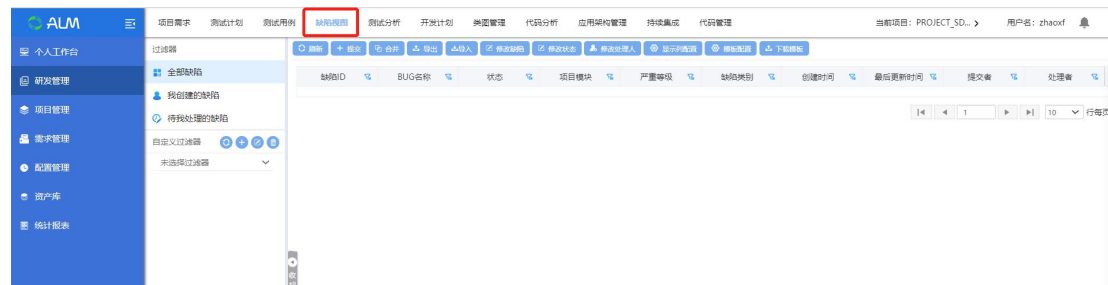 ALM 项目需求 测试计划 测试用例 缺陷视图 测试分析 开发计划 类图管理 代码分析 应用架构管理 持续集成 代码管理 当前项目: PROJECT_SD... 用户名: zhaoxf
个人工作台
研发管理
项目管理
需求管理
配置管理
资产库
统计报表
过滤器
全部缺陷
我创建的缺陷
待我处理的缺陷
自定义过滤器
未选择过滤器
刷新 提交 合并 导出 导入 修改缺陷 修改状态 修改处理人 显示列配置 模板配置 下载模板
缺陷ID BUG名称 状态 项目模块 严重等级 缺陷类别 创建时间 最后更新时间 提交者 处理者
1 10 行每页
收